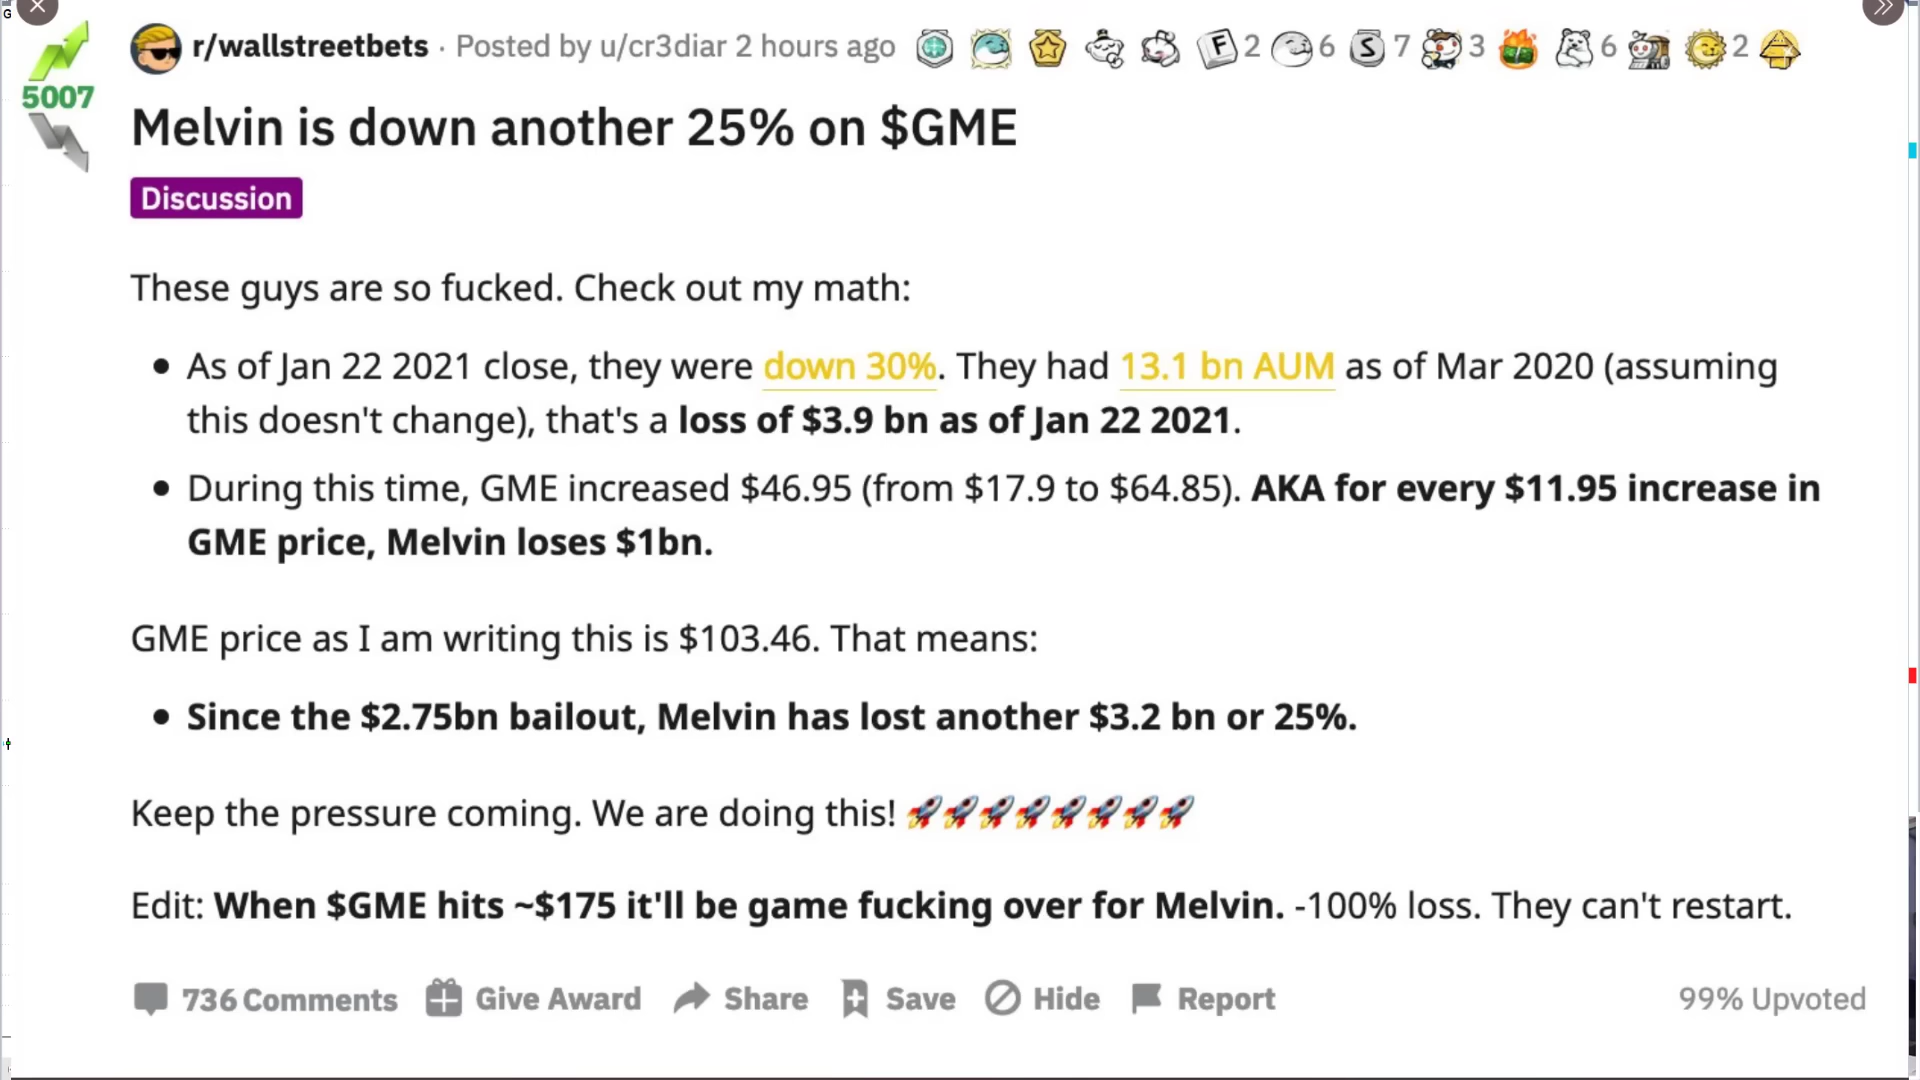 G
r/wallstreetbets · Posted by u/cr3diar 2 hours ago F 2 6 S 7 3 6 2
5007
Melvin is down another 25% on $GME
Discussion
These guys are so fucked. Check out my math:
• As of Jan 22 2021 close, they were down 30%. They had 13.1 bn AUM as of Mar 2020 (assuming
this doesn't change), that's a loss of $3.9 bn as of Jan 22 2021.
• During this time, GME increased $46.95 (from $17.9 to $64.85). AKA for every $11.95 increase in
GME price, Melvin loses $1bn.
GME price as I am writing this is $103.46. That means:
• Since the $2.75bn bailout, Melvin has lost another $3.2 bn or 25%.
Keep the pressure coming. We are doing this! 🚀🚀🚀🚀🚀🚀🚀🚀
Edit: When $GME hits ~$175 it'll be game fucking over for Melvin. -100% loss. They can't restart.
736 Comments Give Award Share Save Hide Report 99% Upvoted